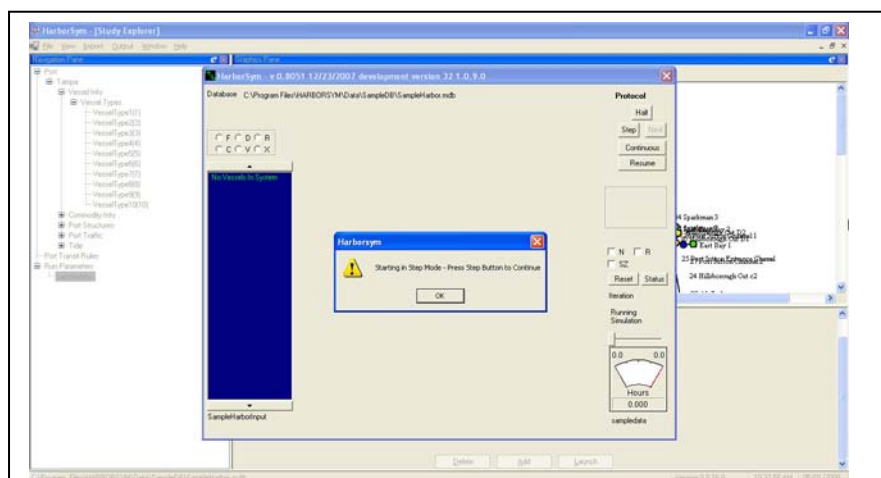 HarborSym - [Study Explorer]
File View Import Output Window Help
Navigation Pane
Graphics Pane
Port
Tampa
Vessel Info
Vessel Types
VesselType1(1)
VesselType2(2)
VesselType3(3)
VesselType4(4)
VesselType5(5)
VesselType6(6)
VesselType7(7)
VesselType8(8)
VesselType9(9)
VesselType10(10)
Commodity Info
Port Structures
Port Traffic
Tide
Port Transit Rules
Run Parameters
HarborSym - v 0.8051 12/23/2007 development version 32 1.0.9.0
Database C:\Program Files\HARBORSYM\Data\SampleDB\SampleHarbor.mdb
F D R
C V X
No Vessels In System
SampleHarborInput
Protocol
Halt
Step Next
Continuous
Resume
N R
SZ
Reset Status
Iteration
Running
Simulation
0.0 0.0
Hours
0.000
sampledata
Harborsym
Starting in Step Mode - Press Step Button to Continue
OK
Sparkman 3
East Bay 1
24 Hillsborough Cut c2
Delete Add Launch